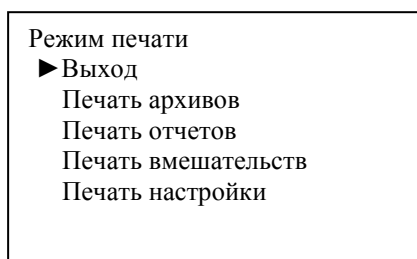 Режим печати
►Выход
Печать архивов
Печать отчетов
Печать вмешательств
Печать настройки